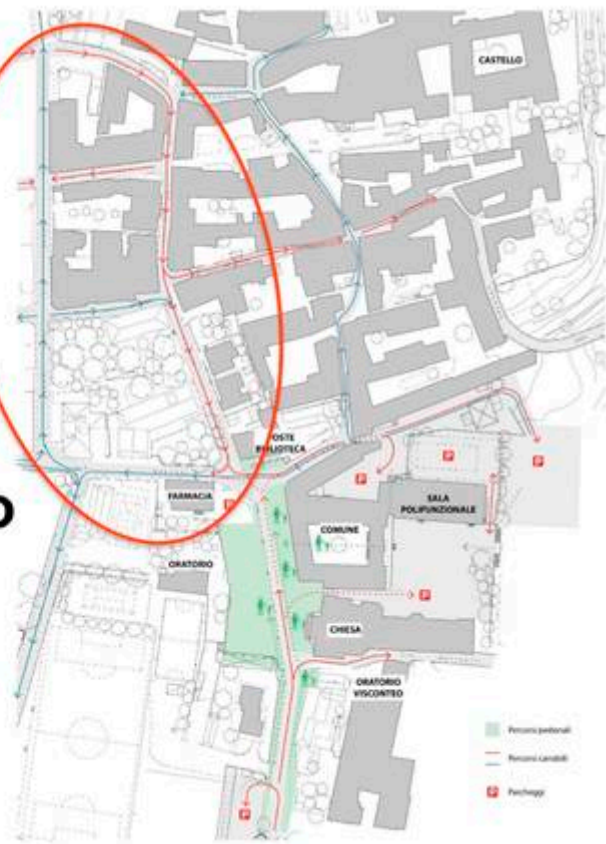 CASTELLO
POSTE
BIBLIOTECA
P
P
P
FARMACIA
P
SALA
POLIFUNZIONALE
O
COMUNE
ORATORIO
P
CHIESA
ORATORIO
VISCONTEO
Percorsi pedonali
Percorsi carrabili
P
P Parcheggi